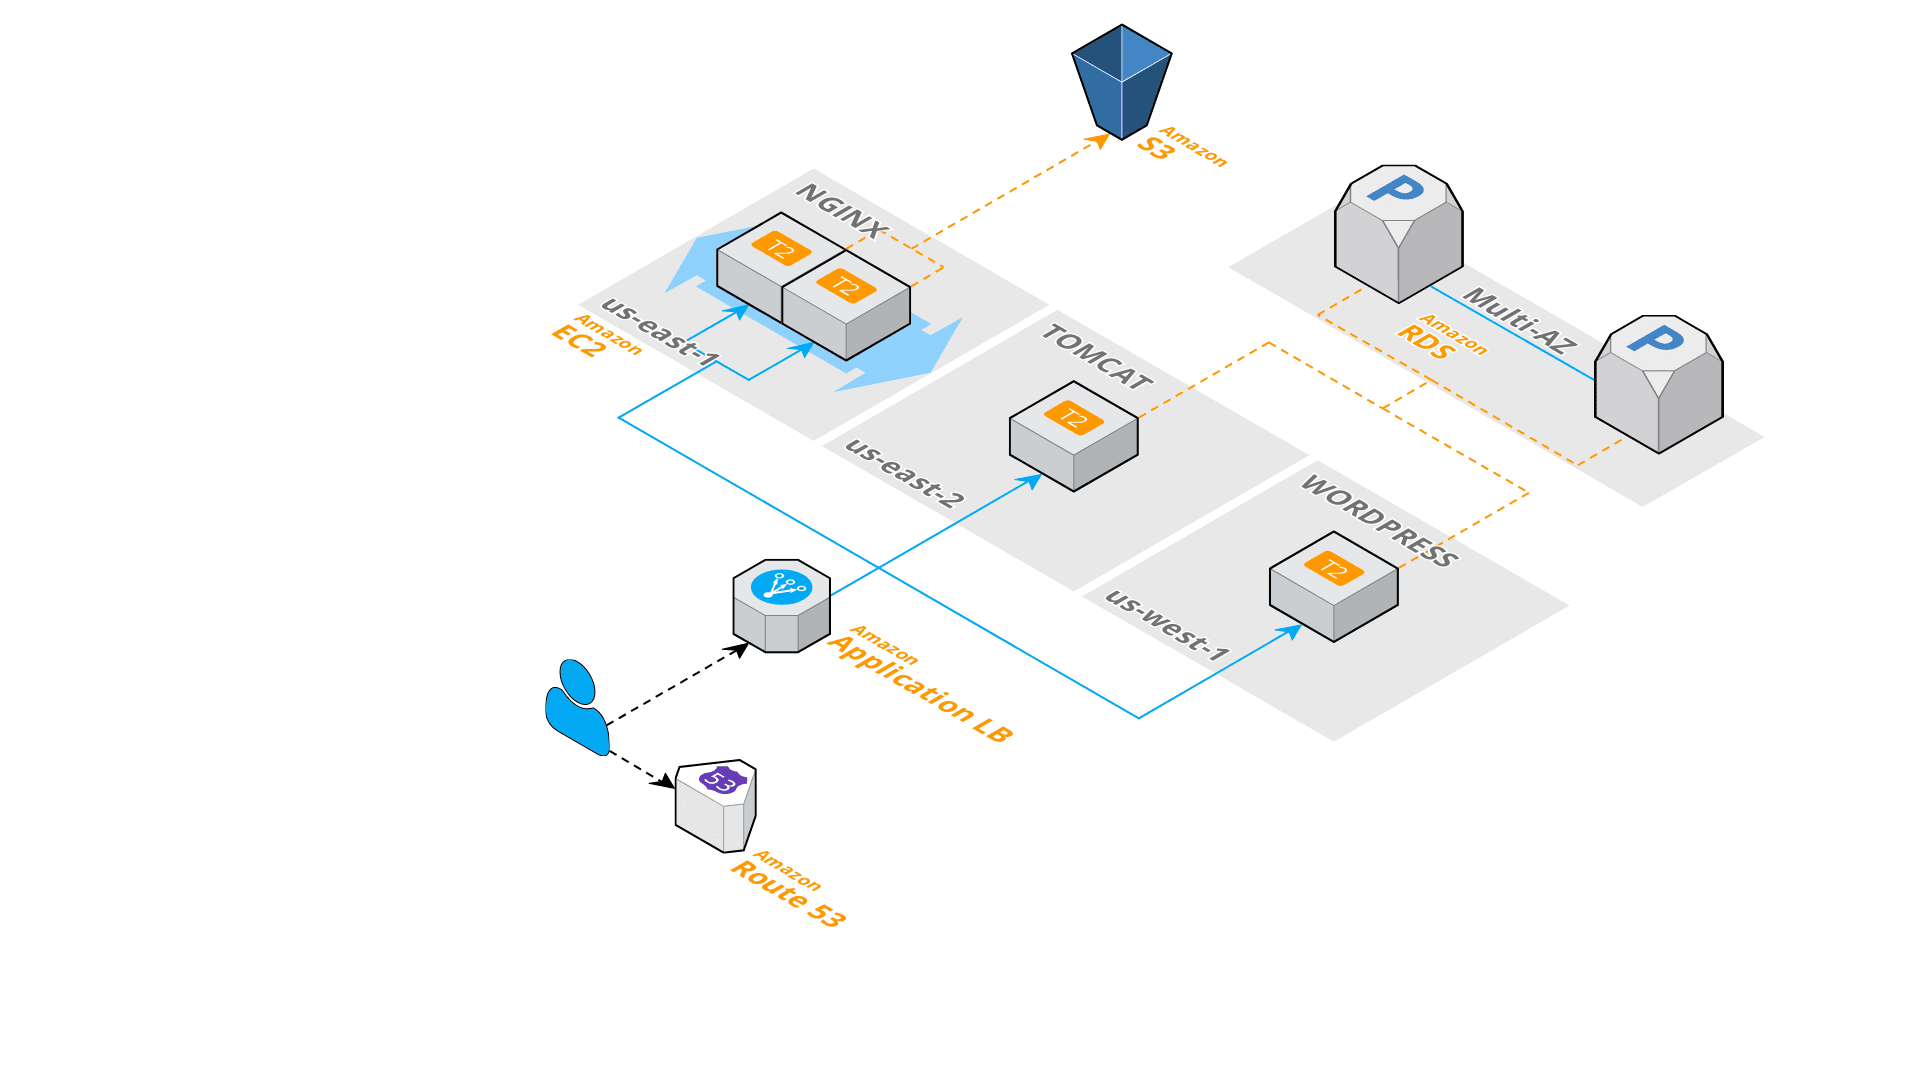 Amazon
S3
NGINX
T2
T2
us-east-1
Amazon
EC2
P
Multi-AZ
Amazon
RDS
P
TOMCAT
T2
us-east-2
WORDPRESS
T2
us-west-1
Amazon
Application LB
53
Amazon
Route 53